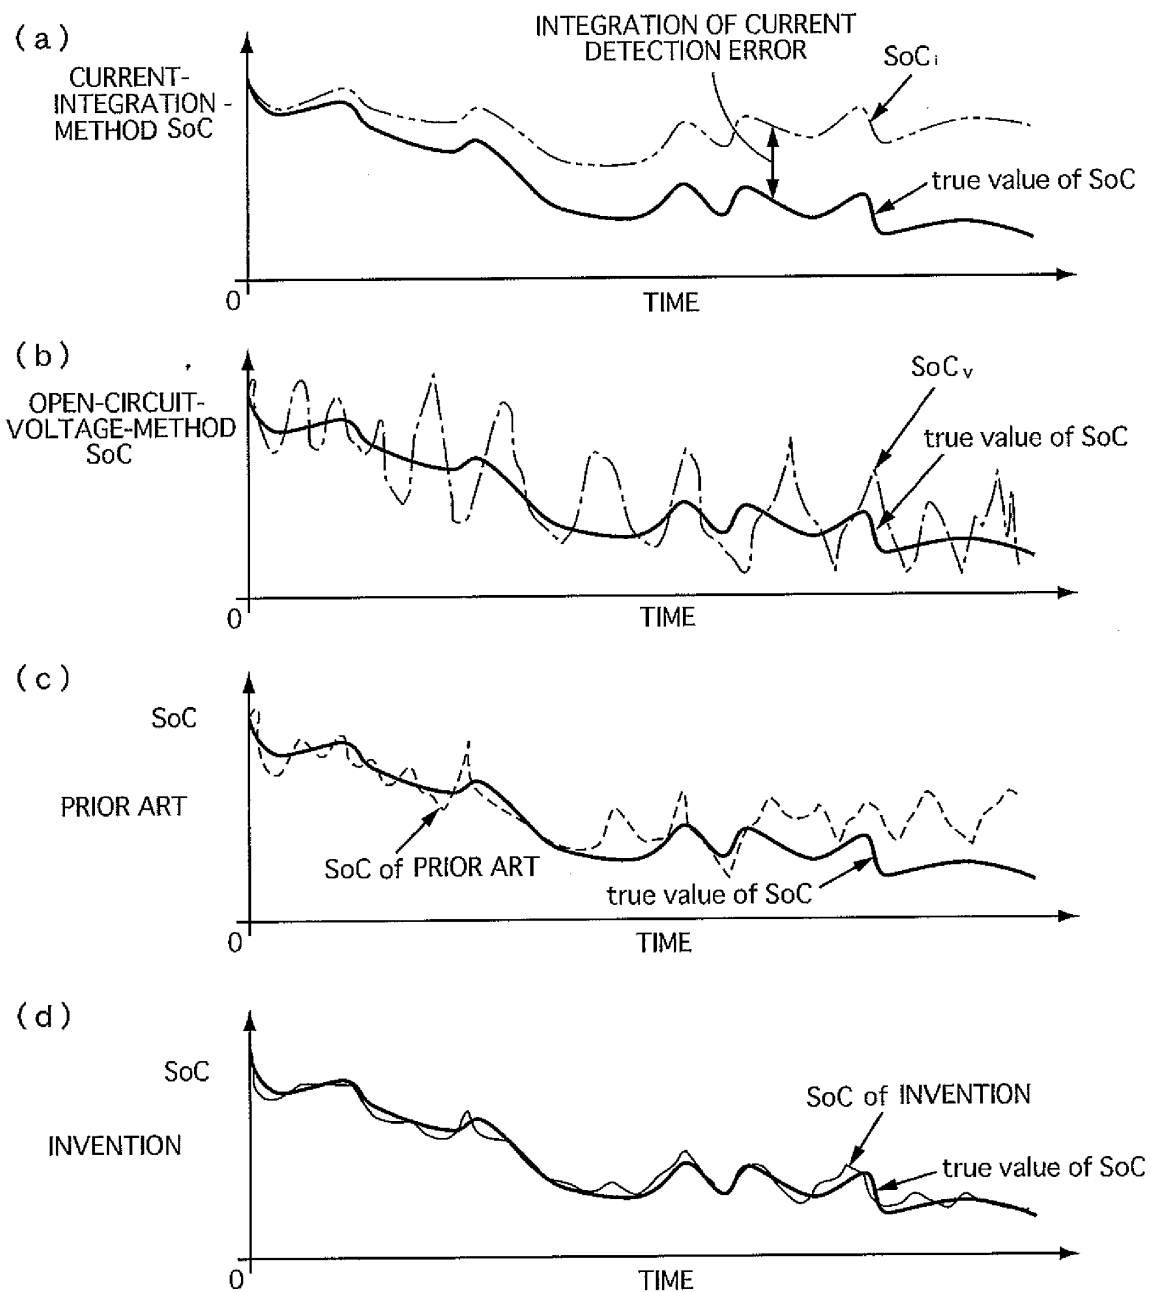 (a)
CURRENT-
INTEGRATION-
METHOD SoC
INTEGRATION OF CURRENT
DETECTION ERROR
SoCi
true value of SoC
0
TIME
(b)
OPEN-CIRCUIT-
VOLTAGE-METHOD
SoC
SoCv
true value of SoC
0
TIME
(c)
SoC
PRIOR ART
SoC of PRIOR ART
true value of SoC
0
TIME
(d)
SoC
INVENTION
SoC of INVENTION
true value of SoC
0
TIME